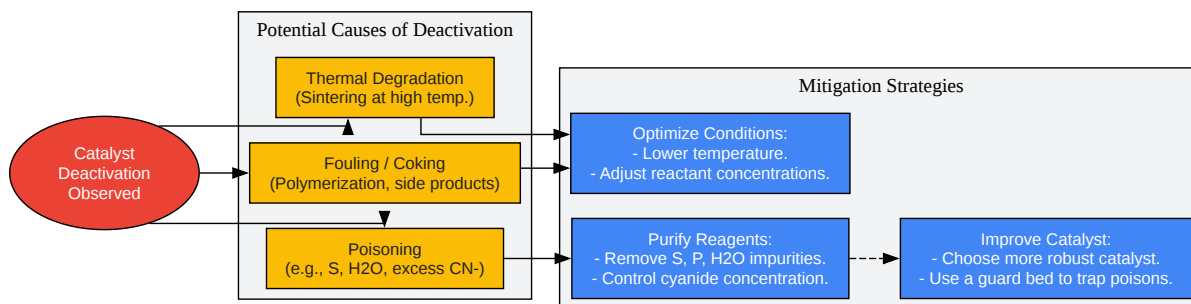 Potential Causes of Deactivation
Thermal Degradation
(Sintering at high temp.)
Catalyst
Deactivation
Observed
Fouling / Coking
(Polymerization, side products)
Poisoning
(e.g., S, H2O, excess CN-)
Mitigation Strategies
Optimize Conditions:
- Lower temperature.
- Adjust reactant concentrations.
Purify Reagents:
- Remove S, P, H2O impurities.
- Control cyanide concentration.
Improve Catalyst:
- Choose more robust catalyst.
- Use a guard bed to trap poisons.